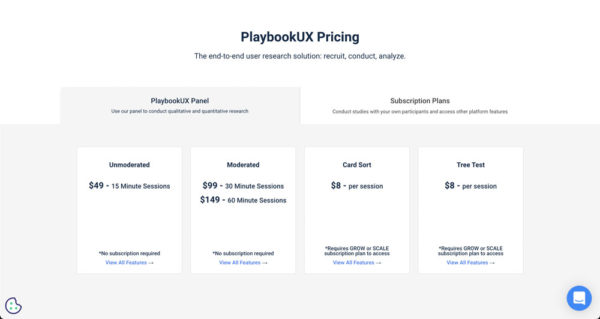 PlaybookUX Pricing
The end-to-end user research solution: recruit, conduct, analyze.
PlaybookUX Panel
Use our panel to conduct qualitative and quantitative research
Subscription Plans
Conduct studies with your own participants and access other platform features
Unmoderated
$49 - 15 Minute Sessions
*No subscription required
View All Features →
Moderated
$99 - 30 Minute Sessions
$149 - 60 Minute Sessions
*No subscription required
View All Features →
Card Sort
$8 - per session
*Requires GROW or SCALE
subscription plan to access
View All Features →
Tree Test
$8 - per session
*Requires GROW or SCALE
subscription plan to access
View All Features →